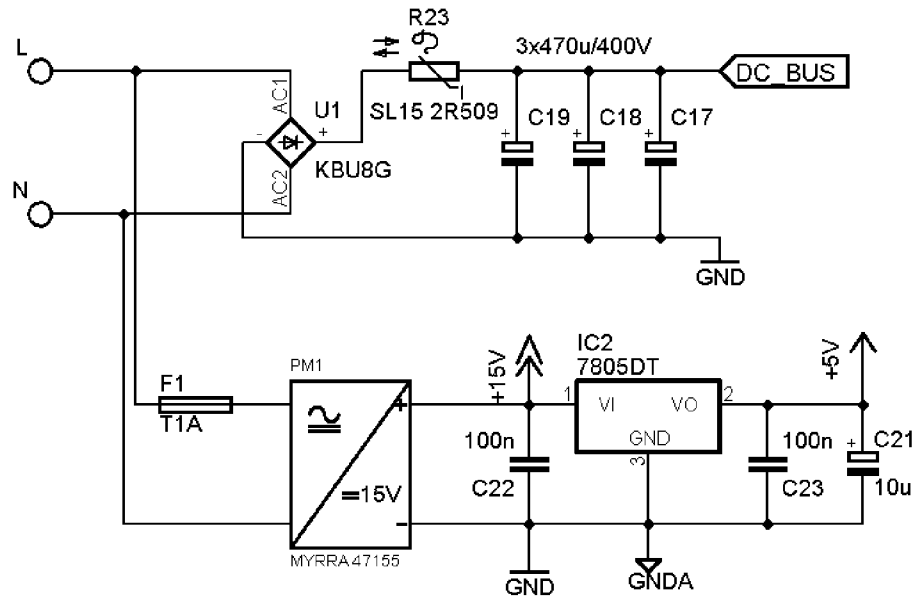 R23
L
3x470u/400V
DC_BUS
AC1
U1
SL15 2R509
C19
C18
C17
- +
+ + +
KBU8G
N
AC2
GND
IC2
7805DT
PM1
+15V
+5V
F1
1
2
VI VO
T1A
+
GND
100n
100n
+
C21
3
=15V
C22
C23
10u
-
MYRRA 47155
GND
GNDA